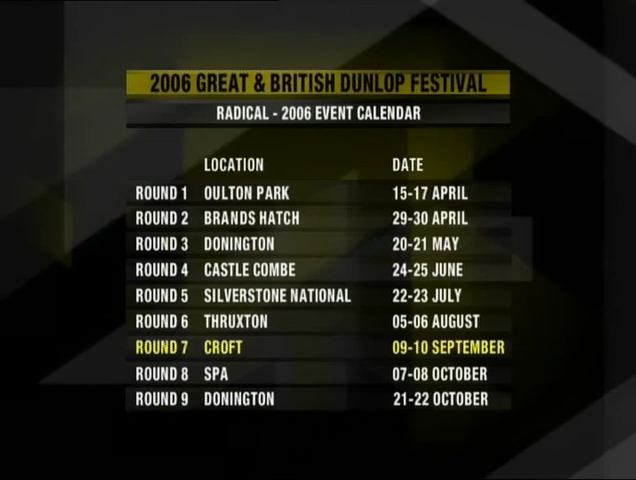 2006 GREAT & BRITISH DUNLOP FESTIVAL
RADICAL - 2006 EVENT CALENDAR
LOCATION DATE
ROUND 1 OULTON PARK 15-17 APRIL
ROUND 2 BRANDS HATCH 29-30 APRIL
ROUND 3 DONINGTON 20-21 MAY
ROUND 4 CASTLE COMBE 24-25 JUNE
ROUND 5 SILVERSTONE NATIONAL 22-23 JULY
ROUND 6 THRUXTON 05-06 AUGUST
ROUND 7 CROFT 09-10 SEPTEMBER
ROUND 8 SPA 07-08 OCTOBER
ROUND 9 DONINGTON 21-22 OCTOBER